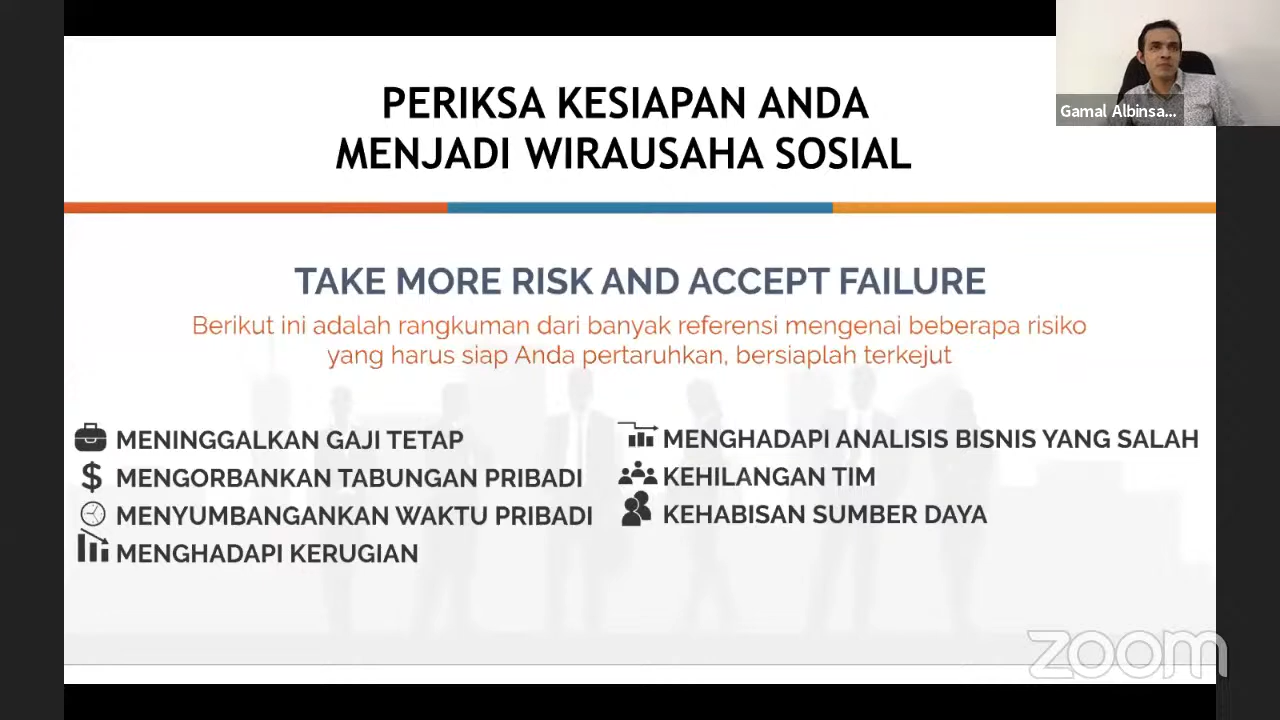 PERIKSA KESIAPAN ANDA
MENJADI WIRAUSAHA SOSIAL
Gamal Albinsa...
TAKE MORE RISK AND ACCEPT FAILURE
Berikut ini adalah rangkuman dari banyak referensi mengenai beberapa risiko
yang harus siap Anda pertaruhkan, bersiaplah terkejut
MENINGGALKAN GAJI TETAP
$ MENGORBANKAN TABUNGAN PRIBADI
MENYUMBANGANKAN WAKTU PRIBADI
MENGHADAPI KERUGIAN
MENGHADAPI ANALISIS BISNIS YANG SALAH
KEHILANGAN TIM
KEHABISAN SUMBER DAYA
zoom